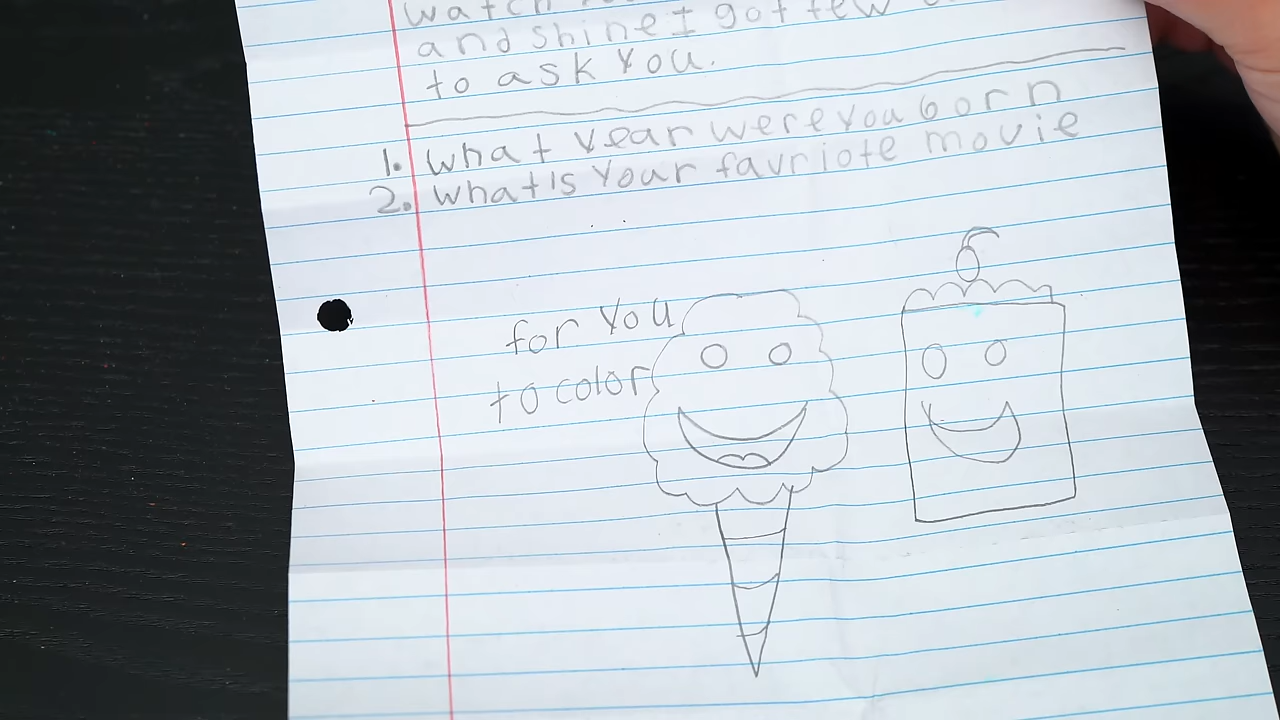 watch
and shine I got few
to ask you.
1. what year were you born
2. what is your favriote movie
for you
to color